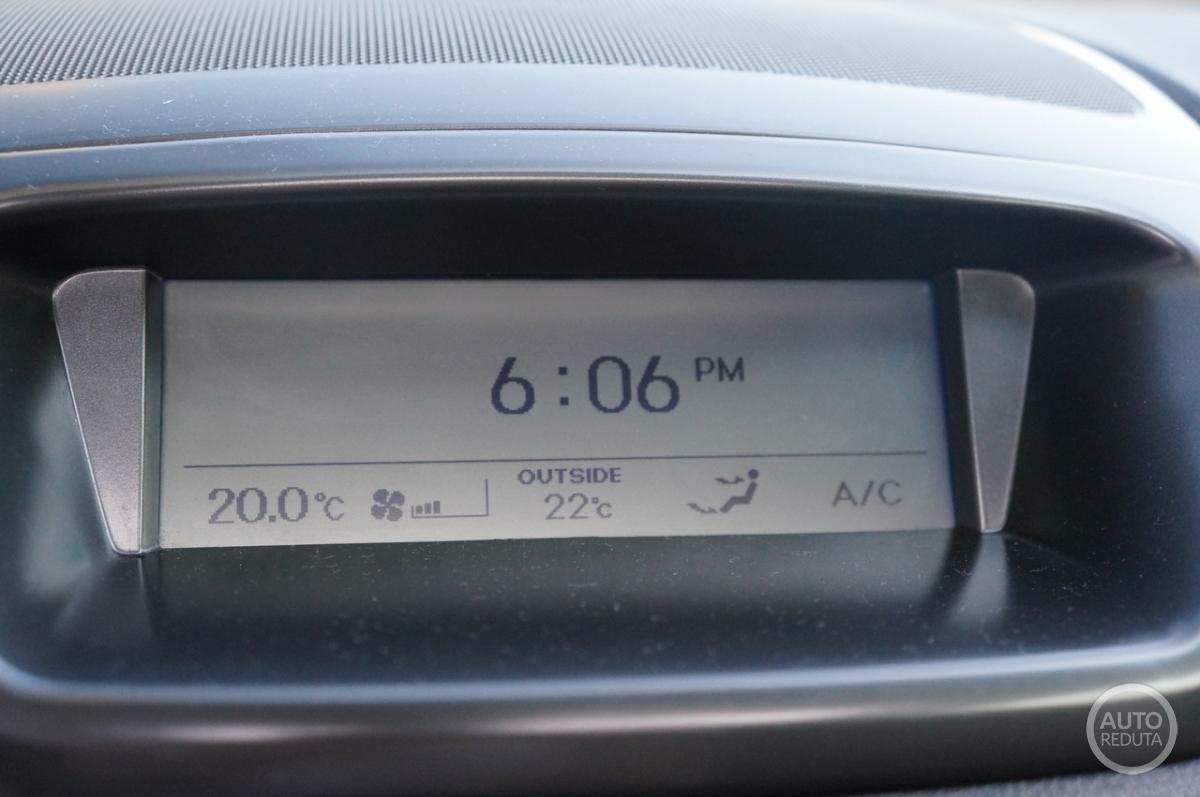 6:06 PM
OUTSIDE
20.0°C 22°C A/C
AUTO
REDUTA